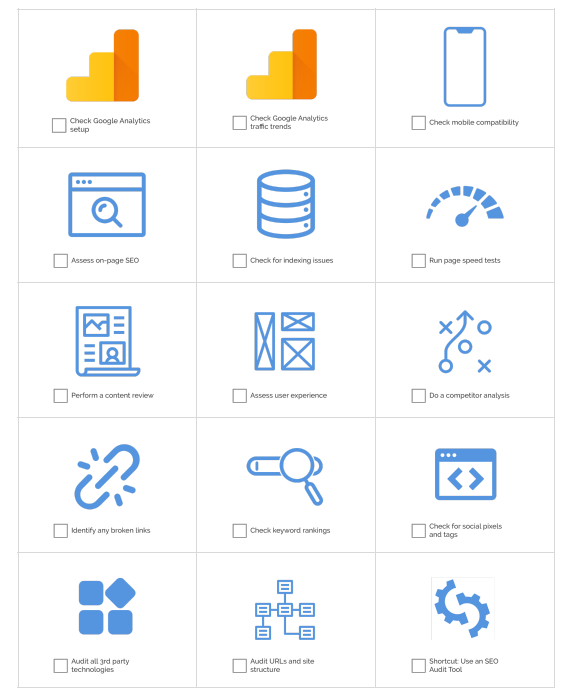 Check Google Analytics
setup
Check Google Analytics
traffic trends
Check mobile compatibility
Assess on-page SEO
Check for indexing issues
Run page speed tests
Perform a content review
Assess user experience
Do a competitor analysis
Identify any broken links
Check keyword rankings
Check for social pixels
and tags
Audit all 3rd party
technologies
Audit URLs and site
structure
Shortcut: Use an SEO
Audit Tool